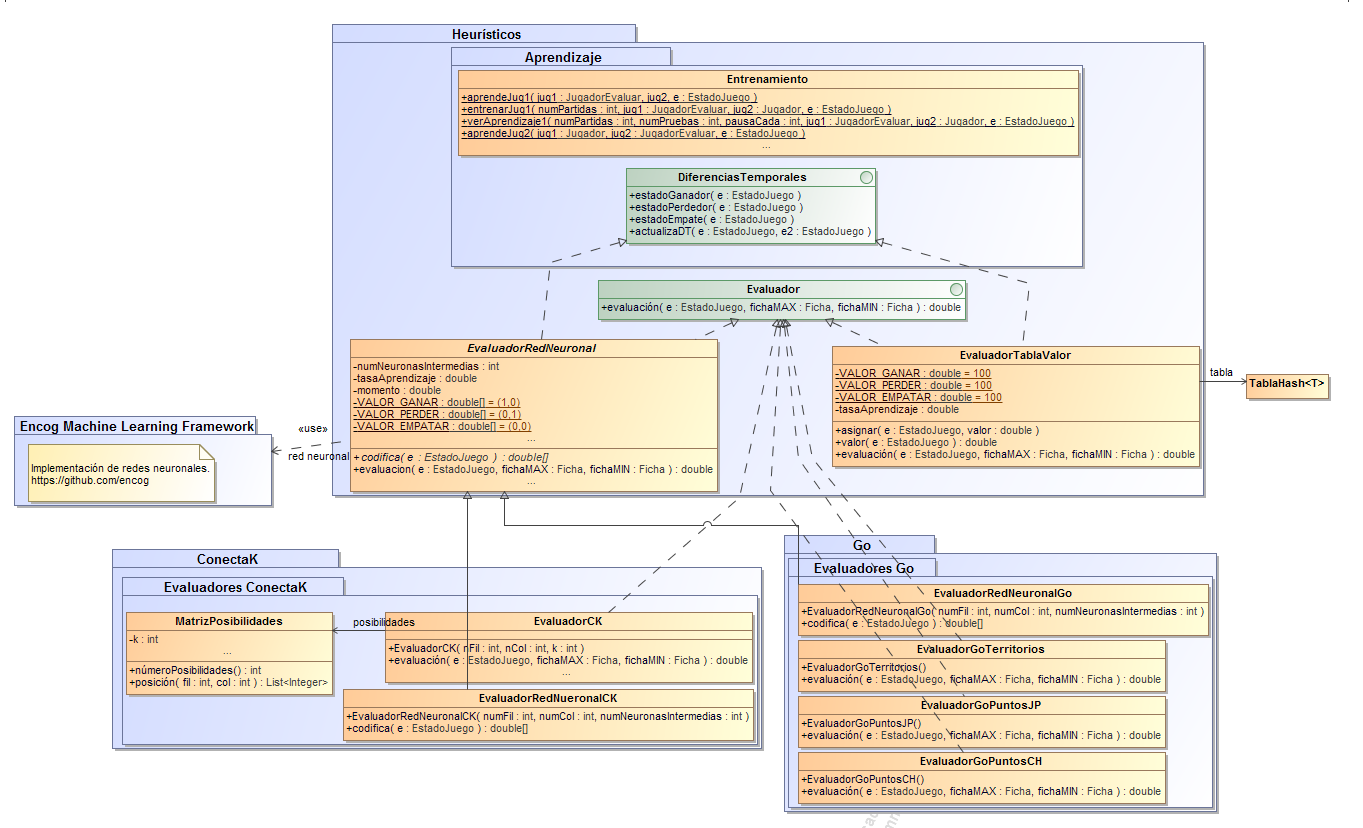 Heurísticos
Aprendizaje
Entrenamiento
+aprendeJug1( jug1 : JugadorEvaluar, jug2, e : EstadoJuego )
+entrenarJug1( numPartidas : int, jug1 : JugadorEvaluar, jug2 : Jugador, e : EstadoJuego )
+verAprendizaje1( numPartidas : int, numPruebas : int, pausaCada : int, jug1 : JugadorEvaluar, jug2 : Jugador, e : EstadoJuego )
+aprendeJug2( jug1 : Jugador, jug2 : JugadorEvaluar, e : EstadoJuego )
...
DiferenciasTemporales
+estadoGanador( e : EstadoJuego )
+estadoPerdedor( e : EstadoJuego )
+estadoEmpate( e : EstadoJuego )
+actualizaDT( e : EstadoJuego, e2 : EstadoJuego )
Evaluador
+evaluación( e : EstadoJuego, fichaMAX : Ficha, fichaMIN : Ficha ) : double
EvaluadorRedNeuronal
-numNeuronasIntermedias : int
-tasaAprendizaje : double
-momento : double
-VALOR_GANAR : double[] = (1,0)
-VALOR_PERDER : double[] = (0,1)
-VALOR_EMPATAR : double[] = (0,0)
...
+codifica( e : EstadoJuego ) : double[]
+evaluacion( e : EstadoJuego, fichaMAX : Ficha, fichaMIN : Ficha ) : double
...
EvaluadorTablaValor
-VALOR_GANAR : double = 100
-VALOR_PERDER : double = 100
-VALOR_EMPATAR : double = 100
-tasaAprendizaje : double
+asignar( e : EstadoJuego, valor : double )
+valor( e : EstadoJuego ) : double
+evaluación( e : EstadoJuego, fichaMAX : Ficha, fichaMIN : Ficha ) : double
tabla
TablaHash<T>
Encog Machine Learning Framework
Implementación de redes neuronales.
https://github.com/encog
«use»
red neuronal
ConectaK
Evaluadores ConectaK
MatrizPosibilidades
-k : int
...
+númeroPosibilidades() : int
+posición( fil : int, col : int ) : List<Integer>
posibilidades
EvaluadorCK
+EvaluadorCK( nFil : int, nCol : int, k : int )
+evaluación( e : EstadoJuego, fichaMAX : Ficha, fichaMIN : Ficha ) : double
...
EvaluadorRedNueronalCK
+EvaluadorRedNeuronalCK( numFil : int, numCol : int, numNeuronasIntermedias : int )
+codifica( e : EstadoJuego ) : double[]
Go
Evaluadores Go
EvaluadorRedNeuronalGo
+EvaluadorRedNeuronalGo( numFil : int, numCol : int, numNeuronasIntermedias : int )
+codifica( e : EstadoJuego ) : double[]
EvaluadorGoTerritorios
+EvaluadorGoTerritorios()
+evaluación( e : EstadoJuego, fichaMAX : Ficha, fichaMIN : Ficha ) : double
EvaluadorGoPuntosJP
+EvaluadorGoPuntosJP()
+evaluación( e : EstadoJuego, fichaMAX : Ficha, fichaMIN : Ficha ) : double
EvaluadorGoPuntosCH
+EvaluadorGoPuntosCH()
+evaluación( e : EstadoJuego, fichaMAX : Ficha, fichaMIN : Ficha ) : double